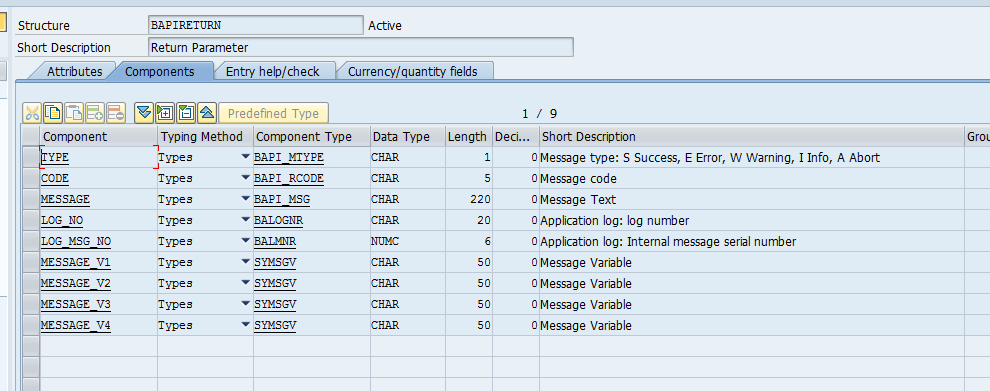 Structure BAPIRETURN Active
Short Description Return Parameter
Attributes Components Entry help/check Currency/quantity fields
Predefined Type 1 / 9
Component Typing Method Component Type Data Type Length Deci... Short Description Grou
TYPE Types BAPI_MTYPE CHAR 1 0 Message type: S Success, E Error, W Warning, I Info, A Abort
CODE Types BAPI_RCODE CHAR 5 0 Message code
MESSAGE Types BAPI_MSG CHAR 220 0 Message Text
LOG_NO Types BALOGNR CHAR 20 0 Application log: log number
LOG_MSG_NO Types BALMNR NUMC 6 0 Application log: Internal message serial number
MESSAGE_V1 Types SYMSGV CHAR 50 0 Message Variable
MESSAGE_V2 Types SYMSGV CHAR 50 0 Message Variable
MESSAGE_V3 Types SYMSGV CHAR 50 0 Message Variable
MESSAGE_V4 Types SYMSGV CHAR 50 0 Message Variable